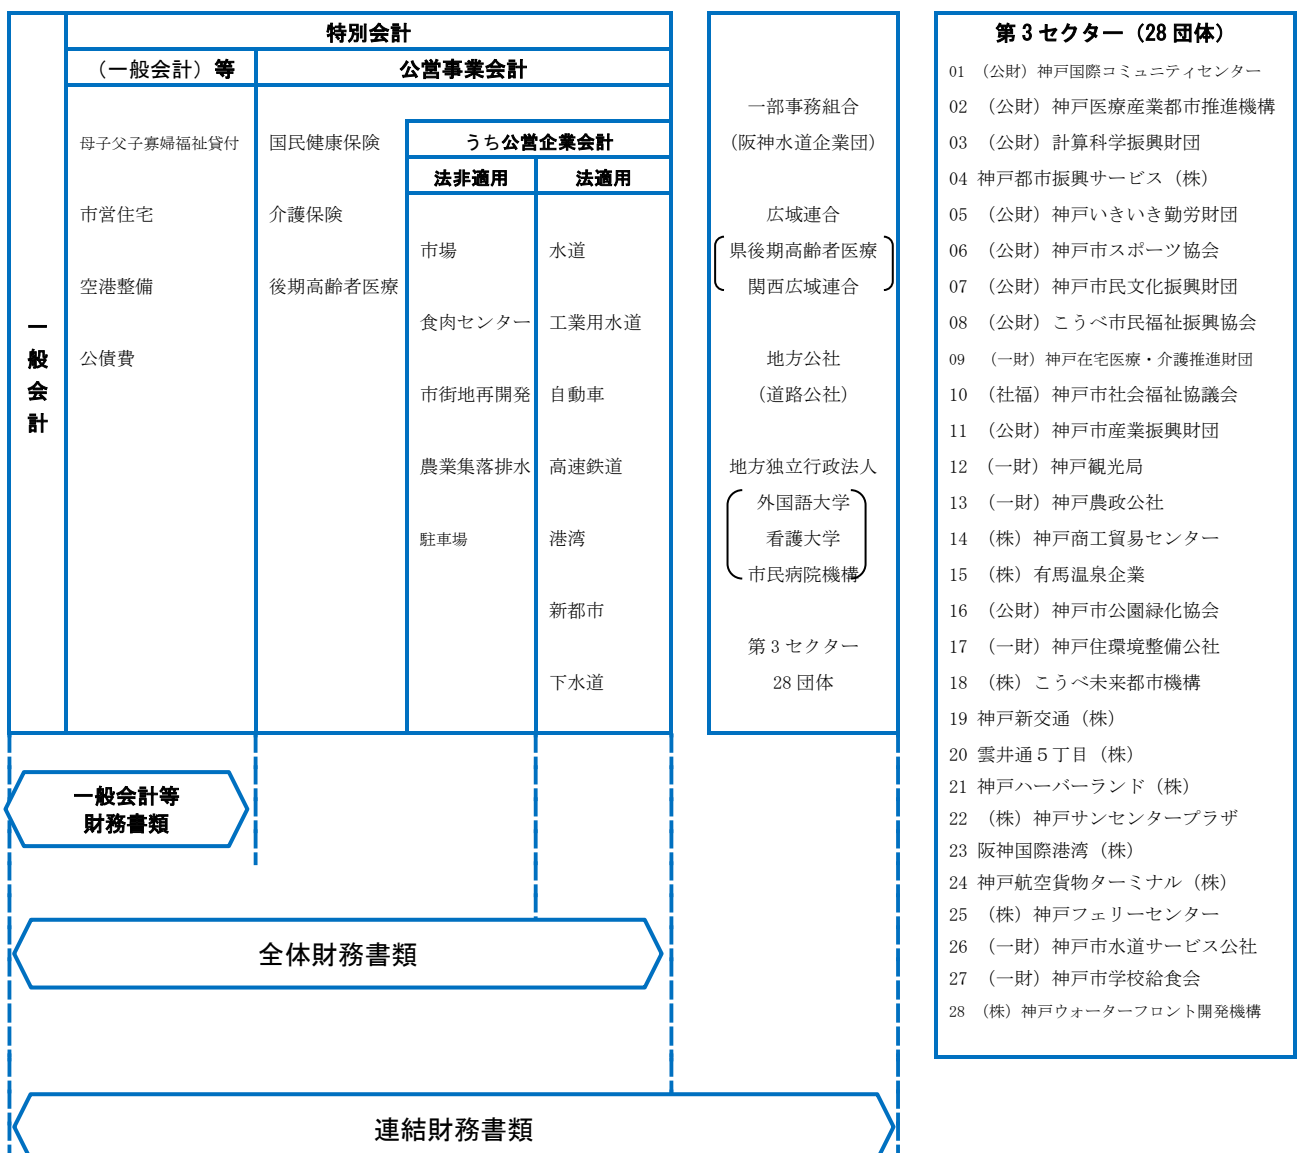 一般会計
特別会計
（一般会計）等
公営事業会計
母子父子寡婦福祉貸付
市営住宅
空港整備
公債費
国民健康保険
介護保険
後期高齢者医療
うち公営企業会計
法非適用
法適用
市場
食肉センター
市街地再開発
農業集落排水
駐車場
水道
工業用水道
自動車
高速鉄道
港湾
新都市
下水道
一部事務組合
（阪神水道企業団）
広域連合
県後期高齢者医療
関西広域連合
地方公社
（道路公社）
地方独立行政法人
外国語大学
看護大学
市民病院機構
第３セクター
28 団体
第３セクター（28 団体）
01 （公財）神戸国際コミュニティセンター
02 （公財）神戸医療産業都市推進機構
03 （公財）計算科学振興財団
04 神戸都市振興サービス（株）
05 （公財）神戸いきいき勤労財団
06 （公財）神戸市スポーツ協会
07 （公財）神戸市民文化振興財団
08 （公財）こうべ市民福祉振興協会
09 （一財）神戸在宅医療・介護推進財団
10 （社福）神戸市社会福祉協議会
11 （公財）神戸市産業振興財団
12 （一財）神戸観光局
13 （一財）神戸農政公社
14 （株）神戸商工貿易センター
15 （株）有馬温泉企業
16 （公財）神戸市公園緑化協会
17 （一財）神戸住環境整備公社
18 （株）こうべ未来都市機構
19 神戸新交通（株）
20 雲井通５丁目（株）
21 神戸ハーバーランド（株）
22 （株）神戸サンセンタープラザ
23 阪神国際港湾（株）
24 神戸航空貨物ターミナル（株）
25 （株）神戸フェリーセンター
26 （一財）神戸市水道サービス公社
27 （一財）神戸市学校給食会
28 （株）神戸ウォーターフロント開発機構
一般会計等
財務書類
全体財務書類
連結財務書類